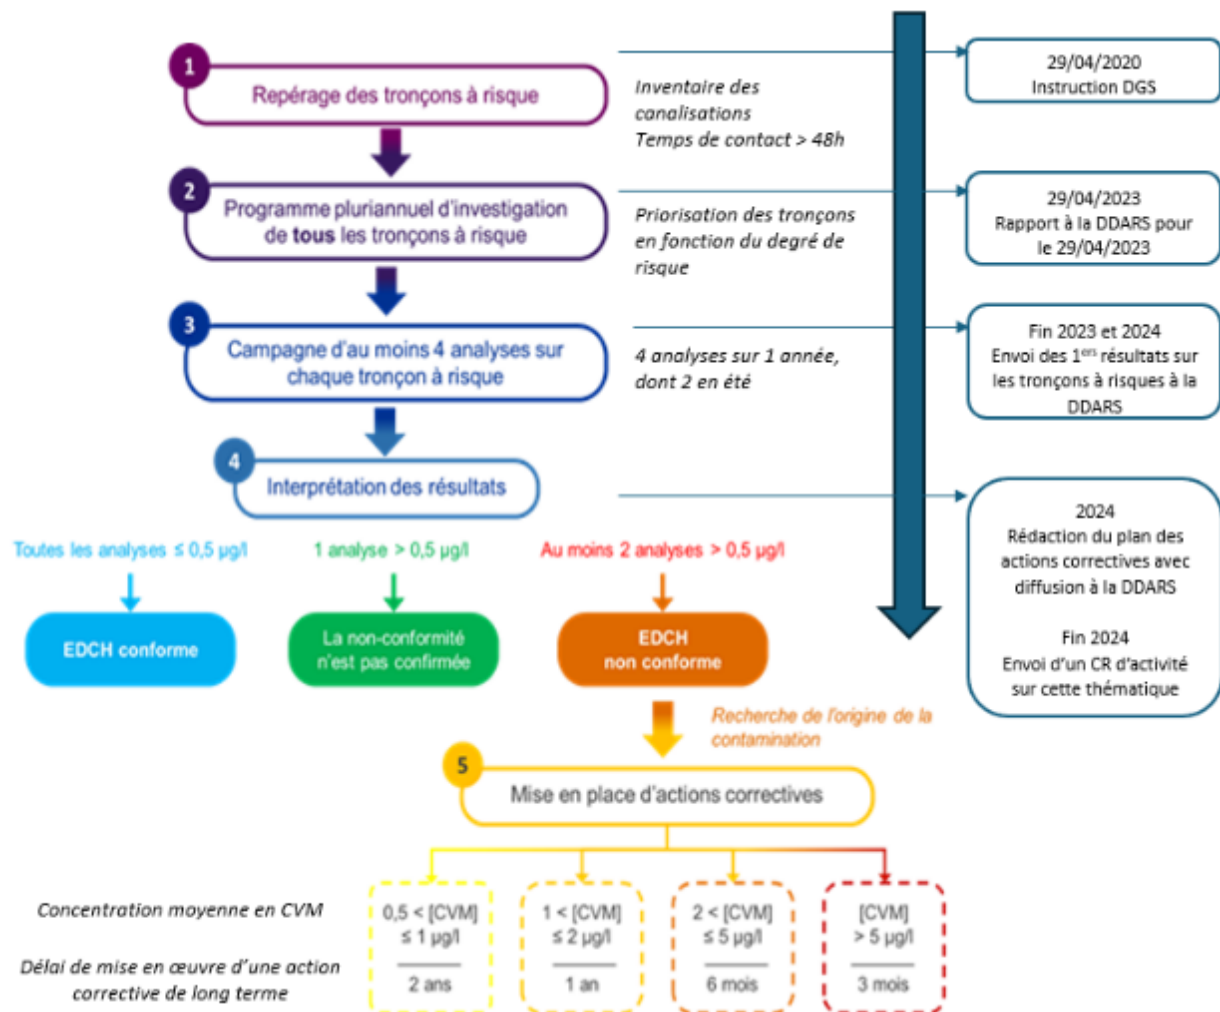 1
Repérage des tronçons à risque
Inventaire des
canalisations
Temps de contact > 48h
29/04/2020
Instruction DGS
2
Programme pluriannuel d'investigation
de tous les tronçons à risque
Priorisation des tronçons
en fonction du degré de
risque
29/04/2023
Rapport à la DDARS pour
le 29/04/2023
3
Campagne d'au moins 4 analyses sur
chaque tronçon à risque
4 analyses sur 1 année,
dont 2 en été
Fin 2023 et 2024
Envoi des 1ers résultats sur
les tronçons à risques à la
DDARS
4
Interprétation des résultats
2024
Rédaction du plan des
actions correctives avec
diffusion à la DDARS
Fin 2024
Envoi d'un CR d'activité
sur cette thématique
Toutes les analyses ≤ 0,5 µg/l
1 analyse > 0,5 µg/l
Au moins 2 analyses > 0,5 µg/l
EDCH conforme
La non-conformité
n'est pas confirmée
EDCH
non conforme
Recherche de l'origine de la
contamination
5
Mise en place d'actions correctives
Concentration moyenne en CVM
0,5 < [CVM]
≤ 1 µg/l
1 < [CVM]
≤ 2 µg/l
2 < [CVM]
≤ 5 µg/l
[CVM]
> 5 µg/l
Délai de mise en œuvre d'une action
corrective de long terme
2 ans
1 an
6 mois
3 mois